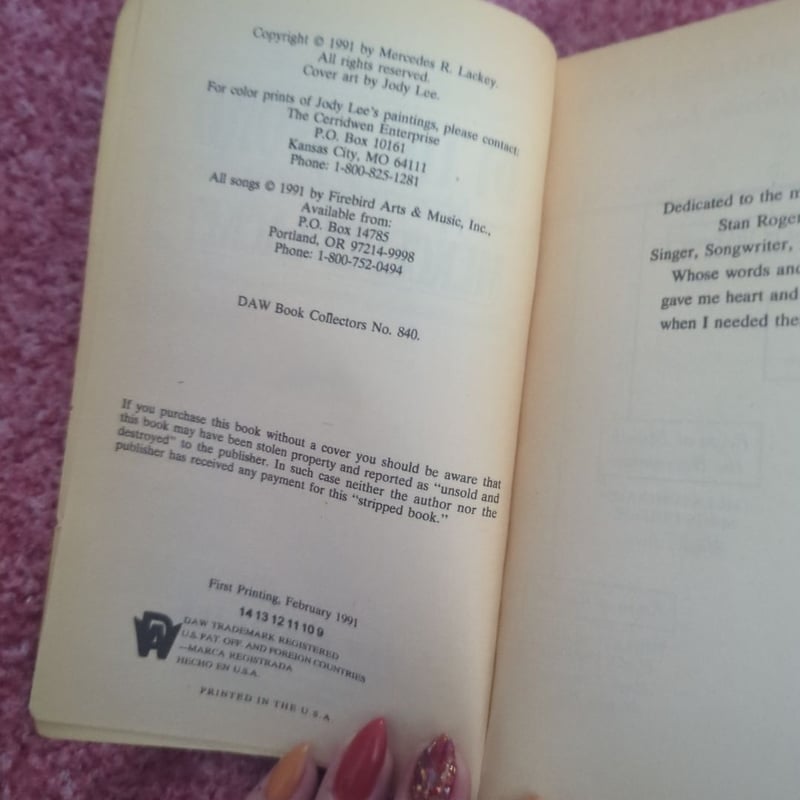 Copyright © 1991 by Mercedes R. Lackey.
All rights reserved.
Cover art by Jody Lee.
For color prints of Jody Lee's paintings, please contact:
The Cerridwen Enterprise
P.O. Box 10161
Kansas City, MO 64111
Phone: 1-800-825-1281
All songs © 1991 by Firebird Arts & Music, Inc.,
Available from:
P.O. Box 14785
Portland, OR 97214-9998
Phone: 1-800-752-0494
DAW Book Collectors No. 840.
If you purchase this book without a cover you should be aware that
this book may have been stolen property and reported as "unsold and
destroyed" to the publisher. In such case neither the author nor the
publisher has received any payment for this "stripped book."
First Printing, February 1991
14 13 12 11 10 9
DAW
DAW TRADEMARK REGISTERED
U.S. PAT. OFF. AND FOREIGN COUNTRIES
—MARCA REGISTRADA
HECHO EN U.S.A.
PRINTED IN THE U.S.A.
Dedicated to the m
Stan Roger
Singer, Songwriter,
Whose words and
gave me heart and
when I needed the